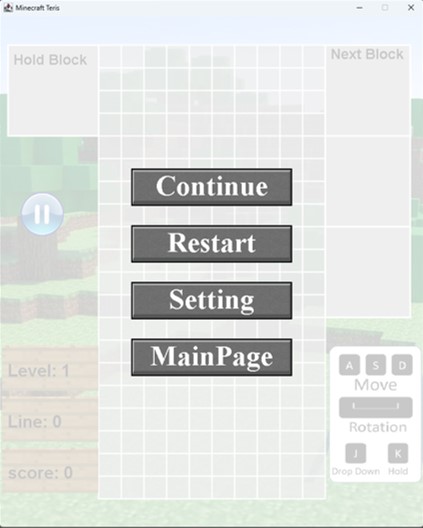 Minecraft Teris
Hold Block
Next Block
Continue
Restart
Setting
MainPage
Level: 1
Line: 0
score: 0
A S D
Move
Rotation
J K
Drop Down Hold